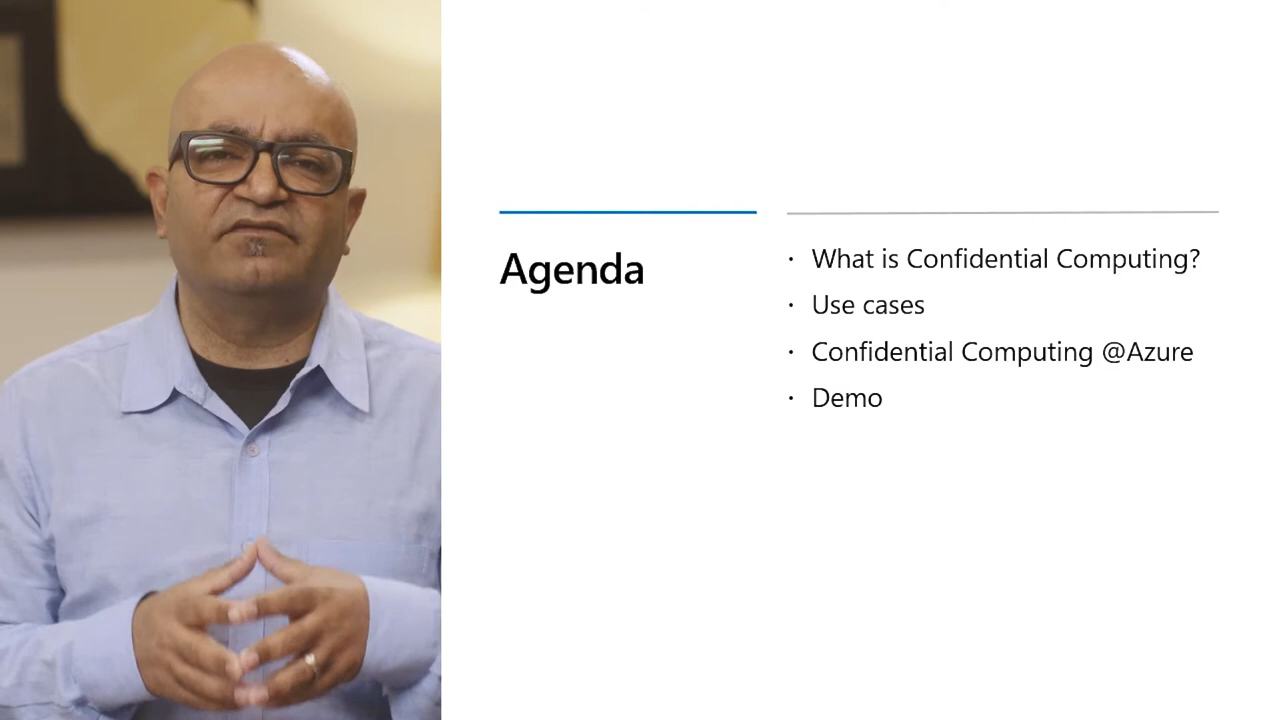 Agenda
· What is Confidential Computing?
· Use cases
· Confidential Computing @Azure
· Demo